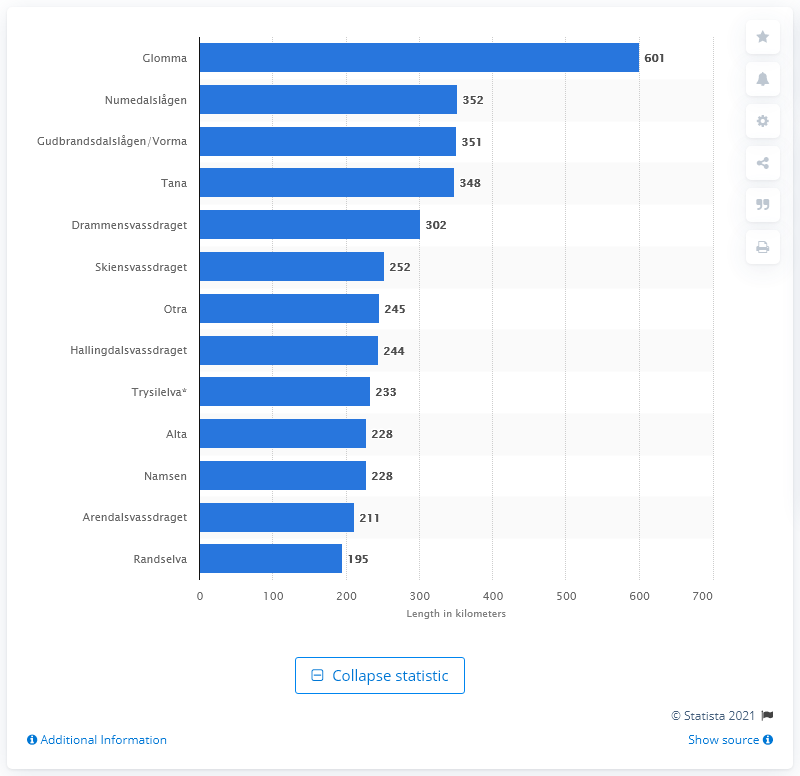 Glomma 601
Numedalslågen 352
Gudbrandsdalslågen/Vorma 351
Tana 348
Drammensvassdraget 302
Skiensvassdraget 252
Otra 245
Hallingdalsvassdraget 244
Trysilelva* 233
Alta 228
Namsen 228
Arendalsvassdraget 211
Randselva 195
0 100 200 300 400 500 600 700
Length in kilometers
Collapse statistic
© Statista 2021
Additional Information Show source